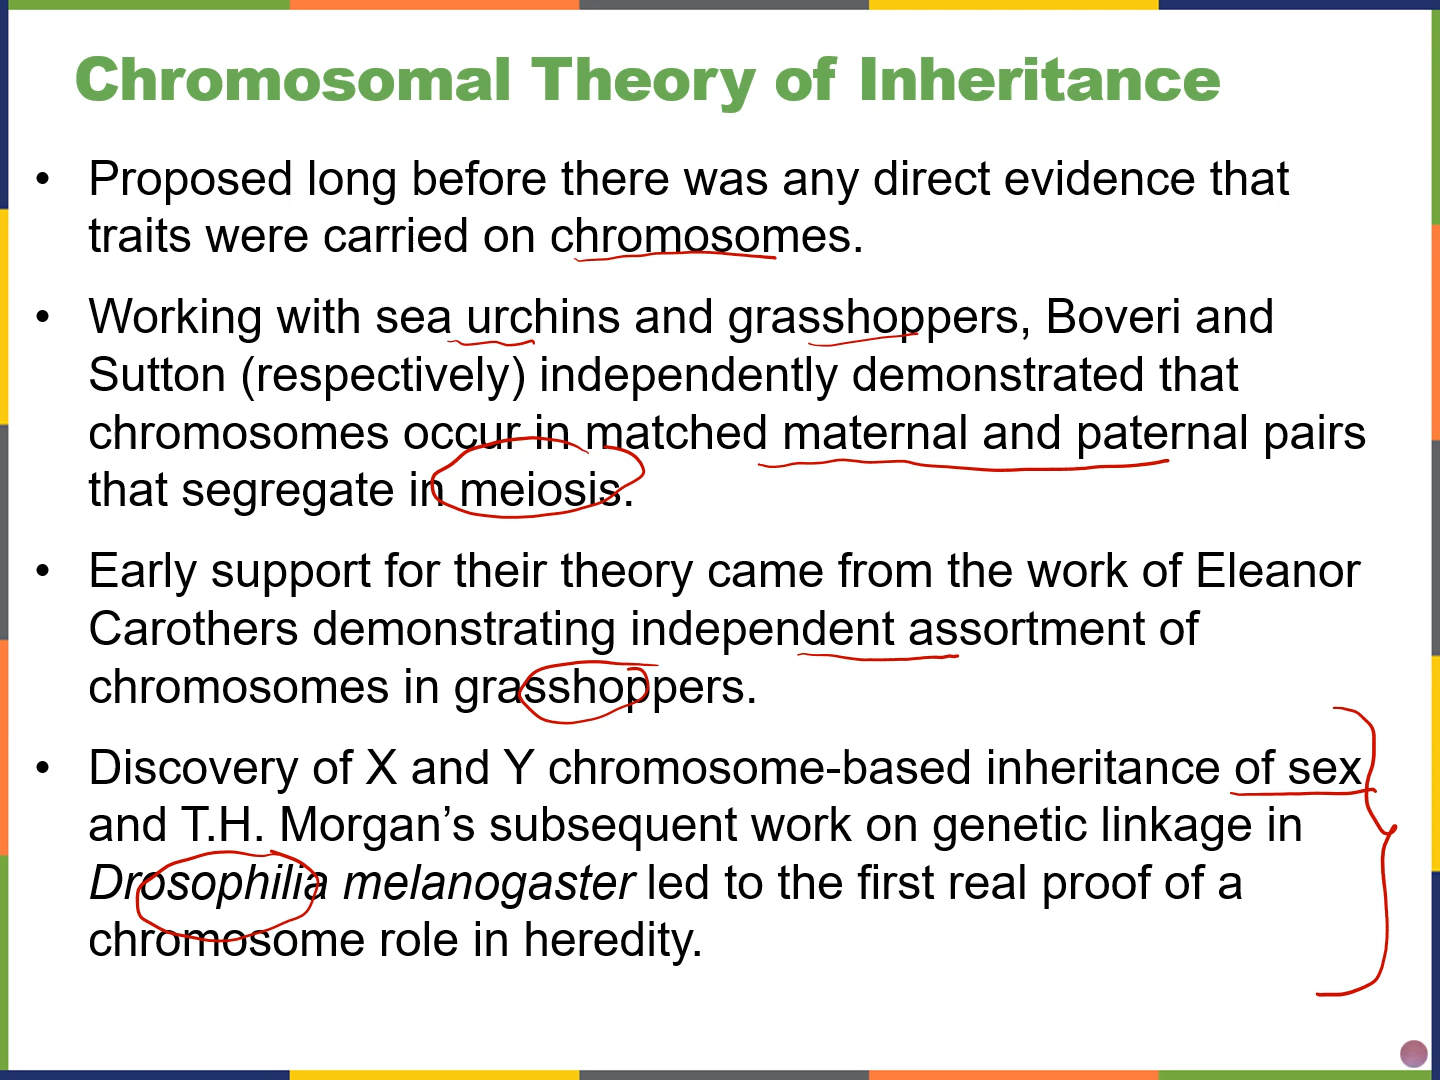 Chromosomal Theory of Inheritance
• Proposed long before there was any direct evidence that
traits were carried on chromosomes.
• Working with sea urchins and grasshoppers, Boveri and
Sutton (respectively) independently demonstrated that
chromosomes occur in matched maternal and paternal pairs
that segregate in meiosis.
• Early support for their theory came from the work of Eleanor
Carothers demonstrating independent assortment of
chromosomes in grasshoppers.
• Discovery of X and Y chromosome-based inheritance of sex
and T.H. Morgan’s subsequent work on genetic linkage in
Drosophilia melanogaster led to the first real proof of a
chromosome role in heredity.